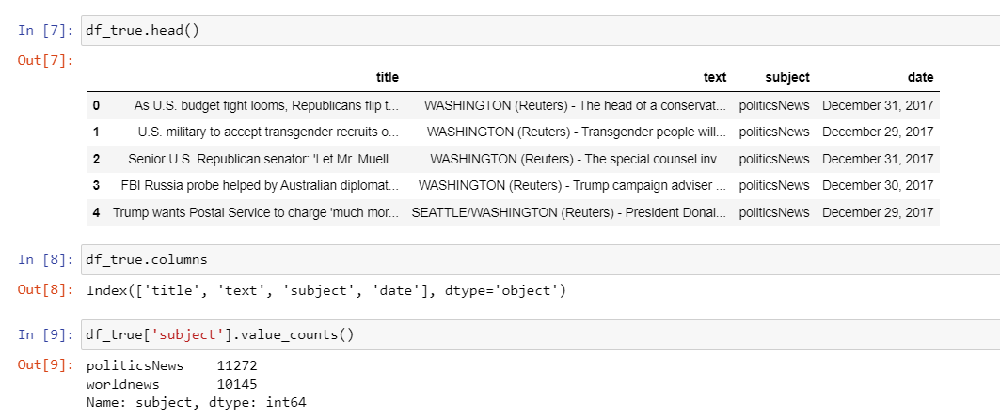 In [7]: df_true.head()
Out[7]:
title text subject date
0 As U.S. budget fight looms, Republicans flip t... WASHINGTON (Reuters) - The head of a conservat... politicsNews December 31, 2017
1 U.S. military to accept transgender recruits o... WASHINGTON (Reuters) - Transgender people will... politicsNews December 29, 2017
2 Senior U.S. Republican senator: 'Let Mr. Muell... WASHINGTON (Reuters) - The special counsel inv... politicsNews December 31, 2017
3 FBI Russia probe helped by Australian diplomat... WASHINGTON (Reuters) - Trump campaign adviser ... politicsNews December 30, 2017
4 Trump wants Postal Service to charge 'much mor... SEATTLE/WASHINGTON (Reuters) - President Donal... politicsNews December 29, 2017
In [8]: df_true.columns
Out[8]: Index(['title', 'text', 'subject', 'date'], dtype='object')
In [9]: df_true['subject'].value_counts()
Out[9]: politicsNews 11272
worldnews 10145
Name: subject, dtype: int64